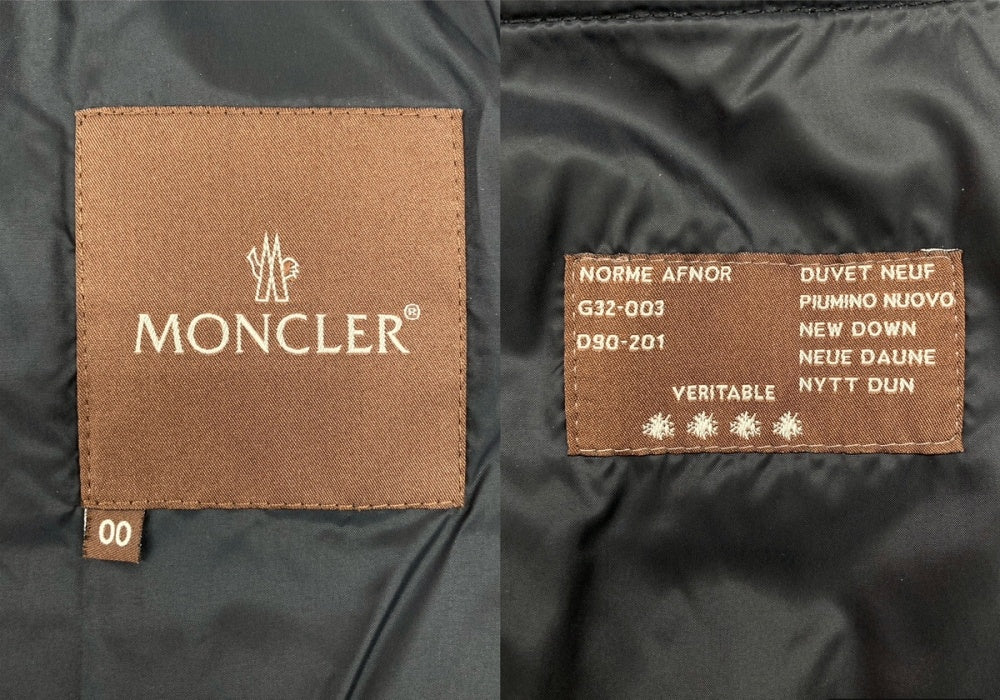 MONCLER®
00
NORME AFNOR
G32-003
D90-201
DUVET NEUF
PIUMINO NUOVO
NEW DOWN
NEUE DAUNE
NYTT DUN
VERITABLE